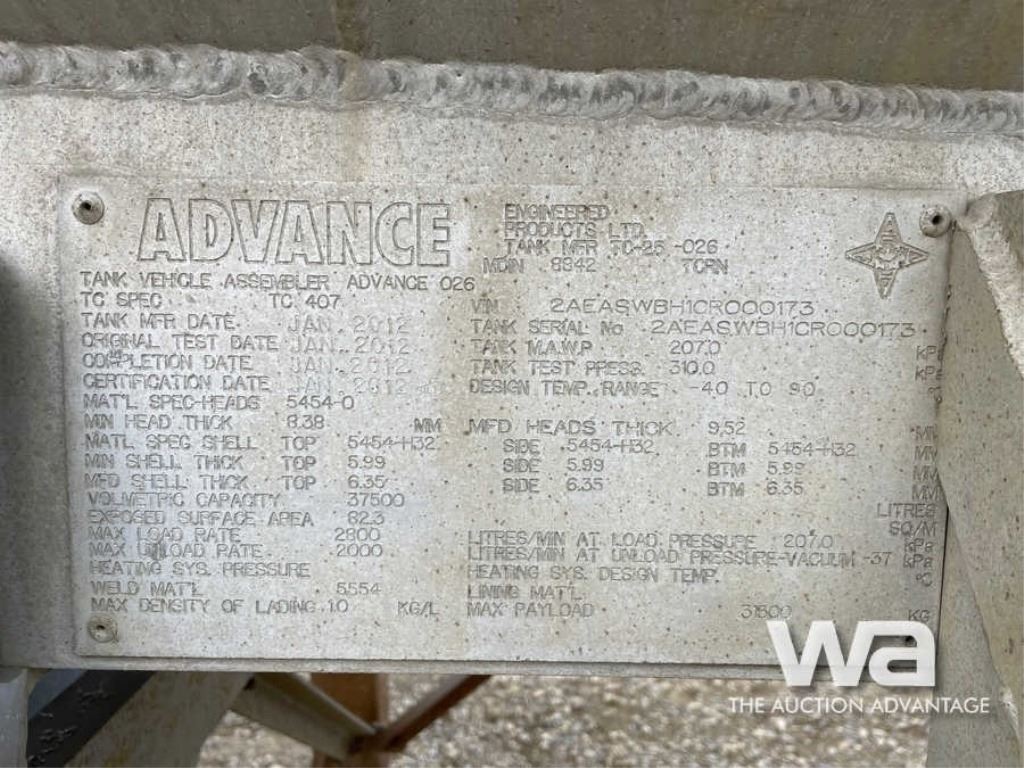 ADVANCE
ENGINEERED
PRODUCTS LTD.
TANK MFR TC-25 -026
MDIN 8942 TCRN
TANK VEHICLE ASSEMBLER ADVANCE 026
TC SPEC TC 407 VIN 2AEASWBH1CR000173
TANK MFR DATE JAN. 2012 TANK SERIAL No 2AEASWBH1CR000173
ORIGINAL TEST DATE JAN. 2012 TANK M.A.W.P. 207.0 kPa
COMPLETION DATE JAN. 2012 TANK TEST PRESS. 310.0 kPa
CERTIFICATION DATE JAN. 2012 DESIGN TEMP. RANGE -40 TO 90 °C
MAT'L SPEC-HEADS 5454-0
MIN HEAD THICK 8.38 MM MFD HEADS THICK 9.52 MM
MATL SPEC SHELL TOP 5454-H32 SIDE 5454-H32 BTM 5454-H32
MIN SHELL THICK TOP 5.99 SIDE 5.99 BTM 5.99 MM
MFD SHELL THICK TOP 6.35 SIDE 6.35 BTM 6.35 MM
VOLMETRIC CAPACITY 37500 LITRES
EXPOSED SURFACE AREA 82.3 SQ/M
MAX LOAD RATE LITRES/MIN AT LOAD PRESSURE 207.0 kPa
MAX UNLOAD RATE 2000 LITRES/MIN AT UNLOAD PRESSURE-VACUUM -37 kPa
HEATING SYS. PRESSURE HEATING SYS. DESIGN TEMP. °C
WELD MAT'L 5554 LINING MAT'L
MAX DENSITY OF LADING 1.0 KG/L MAX PAYLOAD 31500 KG
wa
THE AUCTION ADVANTAGE